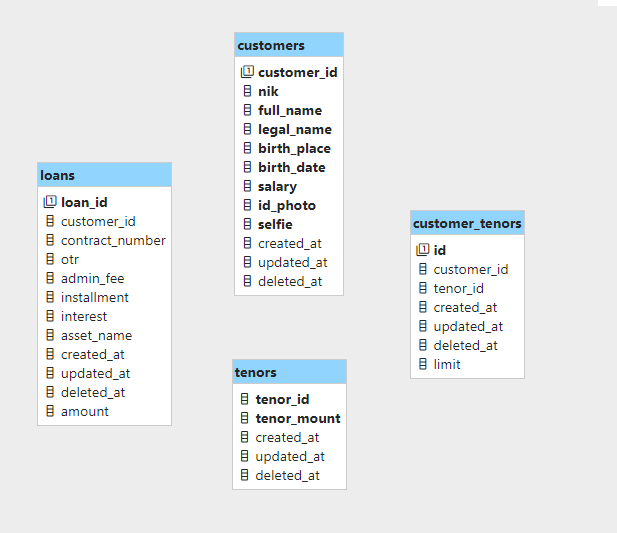 customers
customer_id
nik
full_name
legal_name
birth_place
birth_date
salary
id_photo
selfie
created_at
updated_at
deleted_at
loans
loan_id
customer_id
contract_number
otr
admin_fee
installment
interest
asset_name
created_at
updated_at
deleted_at
amount
customer_tenors
id
customer_id
tenor_id
created_at
updated_at
deleted_at
limit
tenors
tenor_id
tenor_mount
created_at
updated_at
deleted_at